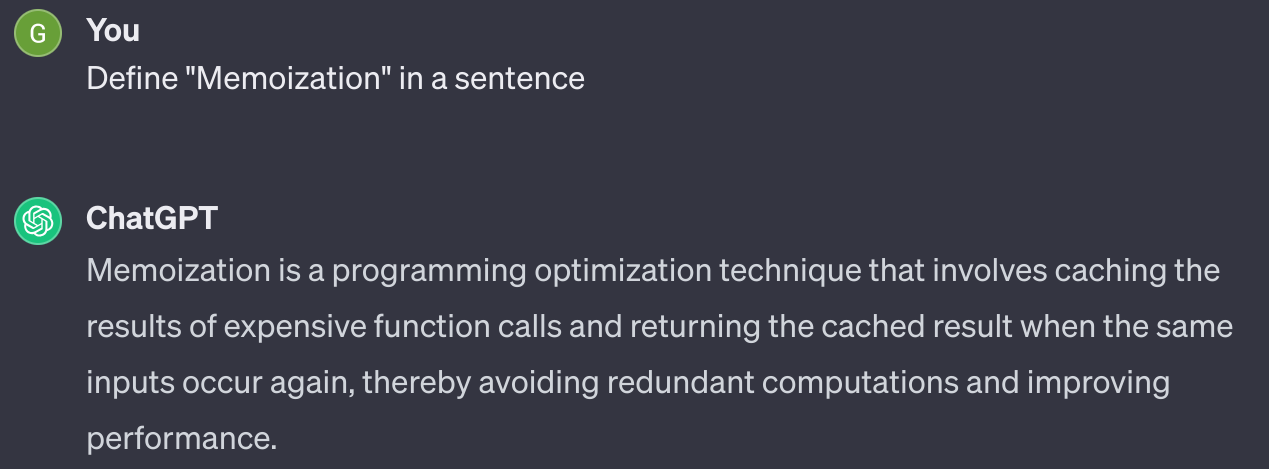 G
You
Define "Memoization" in a sentence
ChatGPT
Memoization is a programming optimization technique that involves caching the
results of expensive function calls and returning the cached result when the same
inputs occur again, thereby avoiding redundant computations and improving
performance.